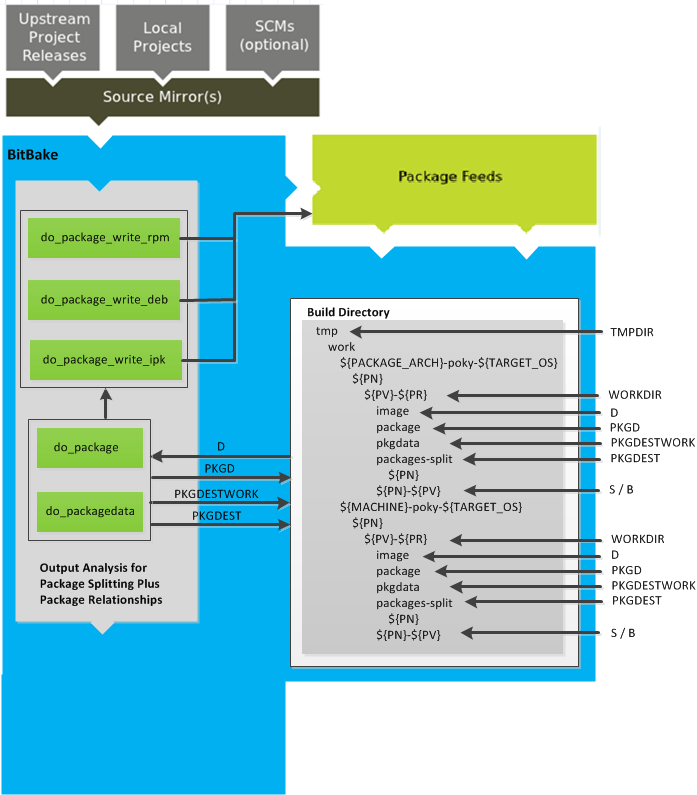 Upstream
Project
Releases
Local
Projects
SCMs
(optional)
Source Mirror(s)
BitBake
Package Feeds
do_package_write_rpm
do_package_write_deb
do_package_write_ipk
do_package
do_packagedata
D
PKGD
PKGDESTWORK
PKGDEST
Output Analysis for
Package Splitting Plus
Package Relationships
Build Directory
tmp
work
${PACKAGE_ARCH}-poky-${TARGET_OS}
${PN}
${PV}-${PR}
image
package
pkgdata
packages-split
${PN}
${PN}-${PV}
${MACHINE}-poky-${TARGET_OS}
${PN}
${PV}-${PR}
image
package
pkgdata
packages-split
${PN}
${PN}-${PV}
TMPDIR
WORKDIR
D
PKGD
PKGDESTWORK
PKGDEST
S / B
WORKDIR
D
PKGD
PKGDESTWORK
PKGDEST
S / B